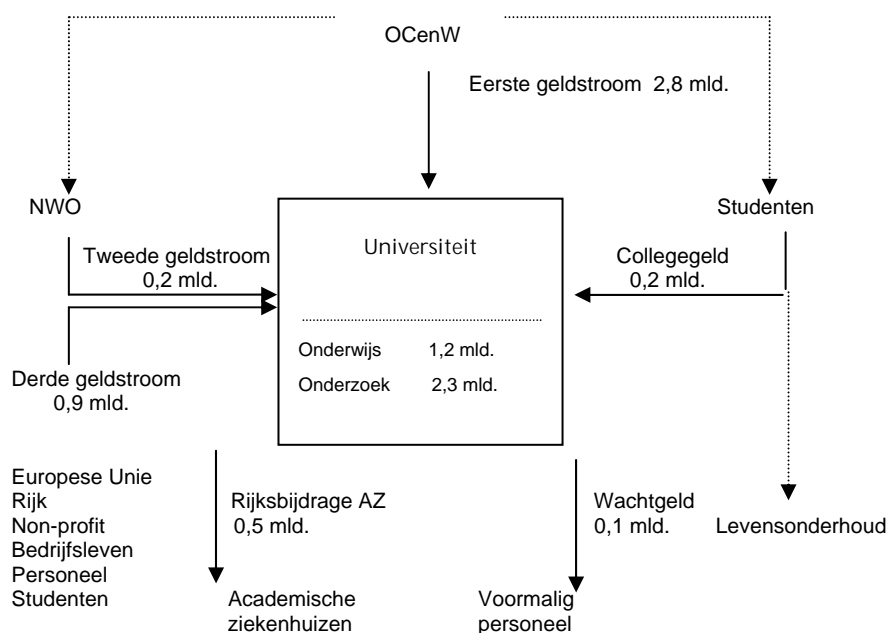 OCenW
Eerste geldstroom 2,8 mld.
NWO
Studenten
Universiteit
Tweede geldstroom
0,2 mld.
Collegegeld
0,2 mld.
Onderwijs 1,2 mld.
Onderzoek 2,3 mld.
Derde geldstroom
0,9 mld.
Europese Unie
Rijk
Non-profit
Bedrijfsleven
Personeel
Studenten
Rijksbijdrage AZ
0,5 mld.
Wachtgeld
0,1 mld.
Levensonderhoud
Academische
ziekenhuizen
Voormalig
personeel